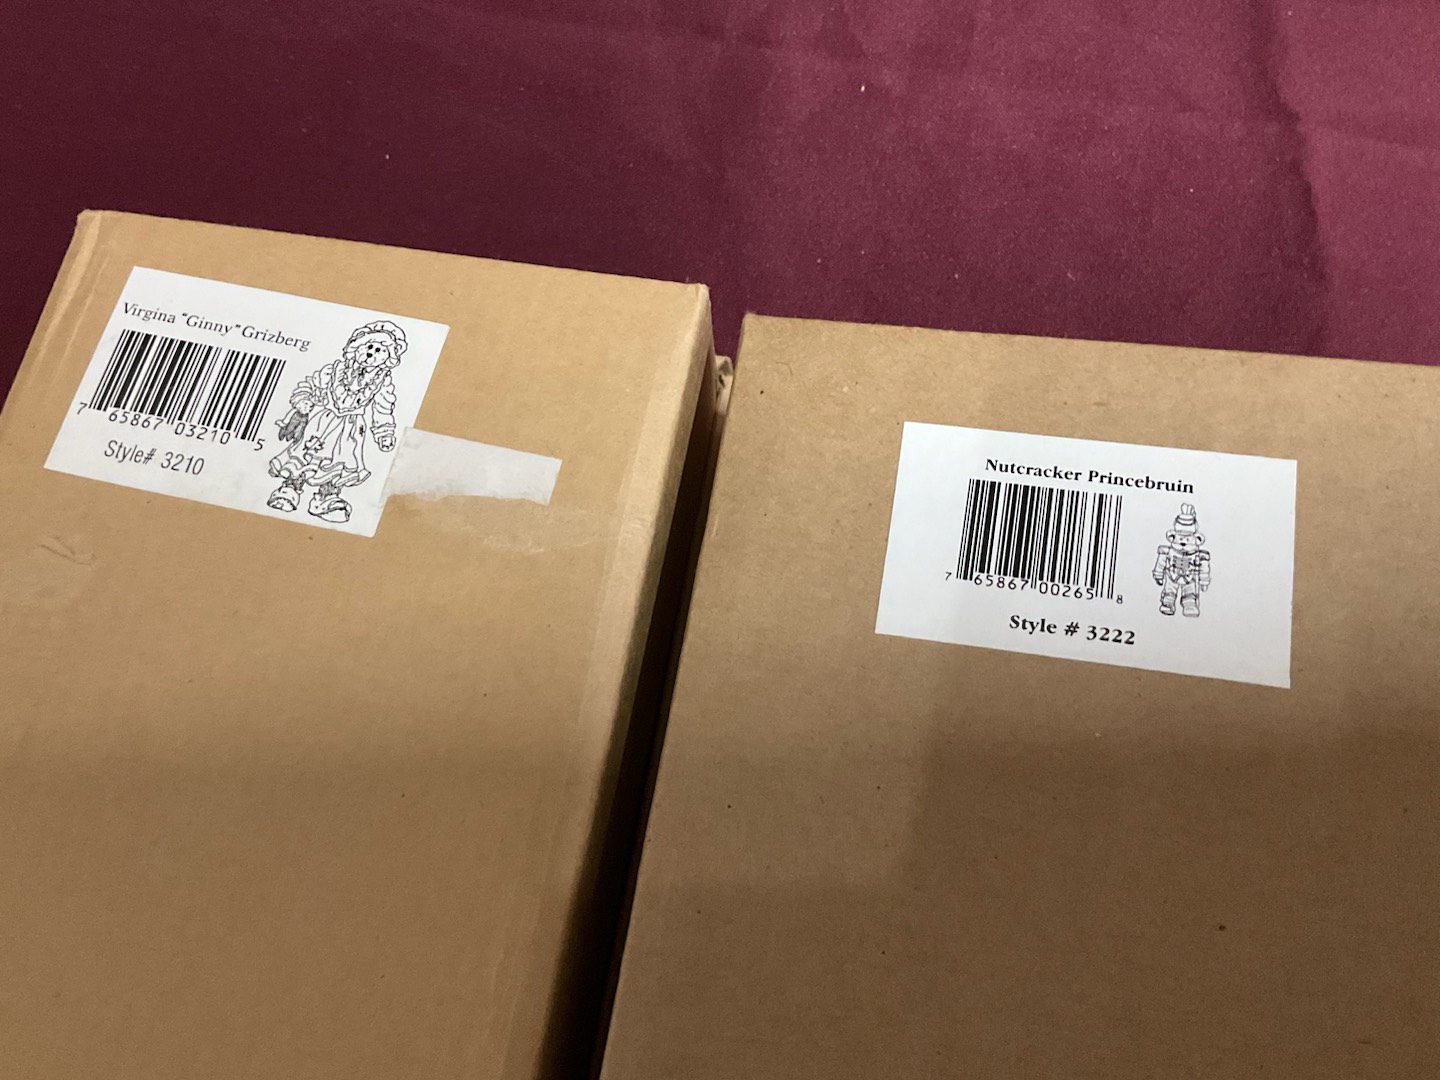 Virgina "Ginny" Grizberg
7 65867 03210 5
Style# 3210
Nutcracker Princebruin
7 65867 00265 8
Style # 3222